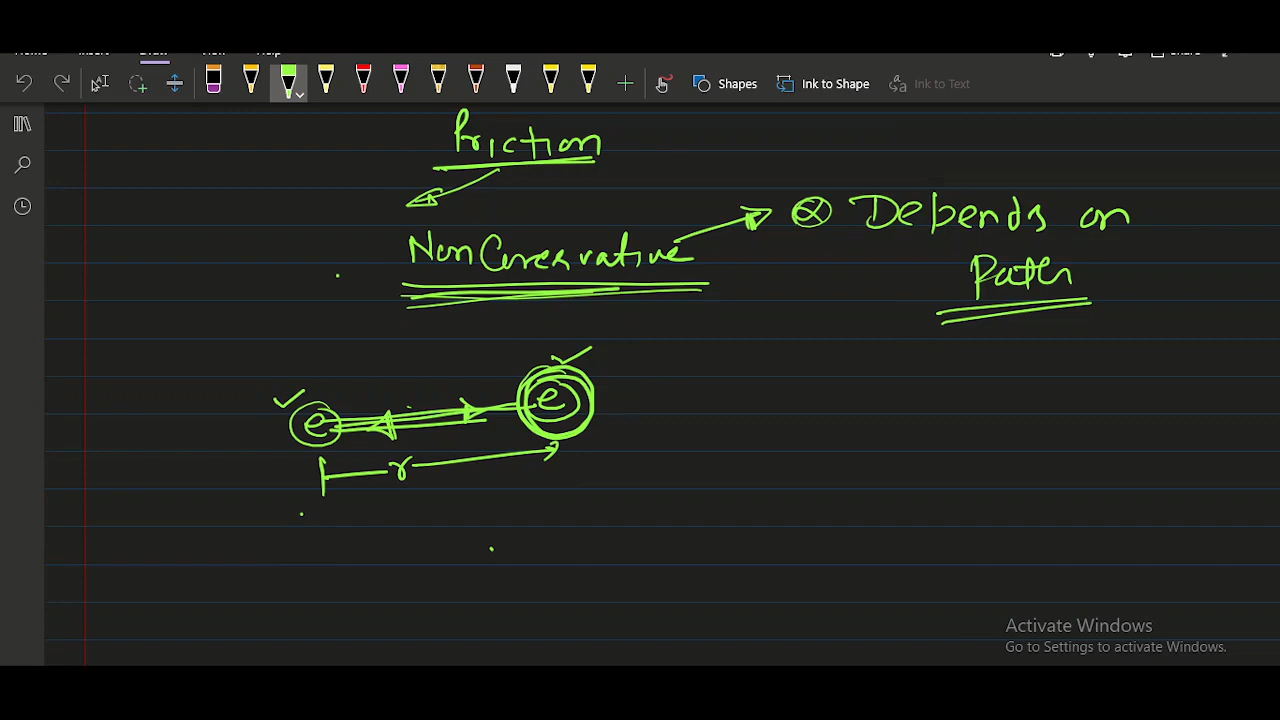 Shapes
Ink to Shape
Ink to Text
Friction
Depends on
Non Conservative
Path
e
e
r
Activate Windows
Go to Settings to activate Windows.